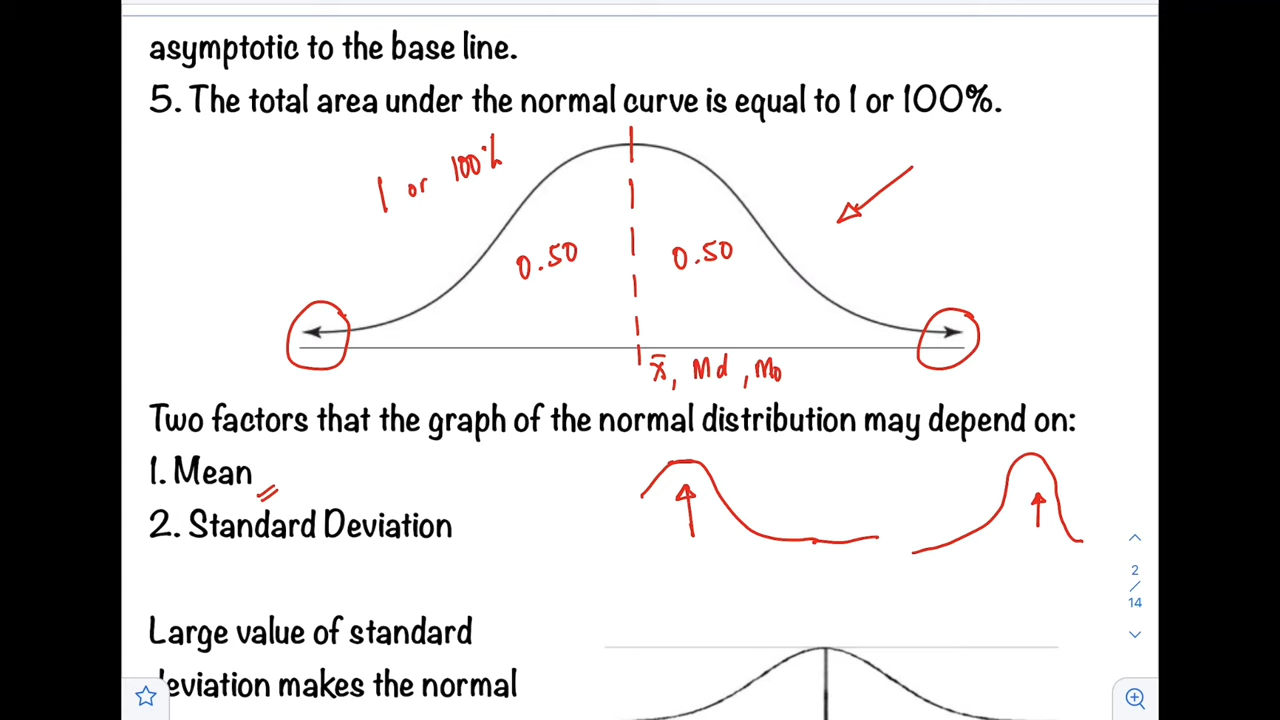 asymptotic to the base line.
5. The total area under the normal curve is equal to 1 or 100%.
1 or 100%
0.50 0.50
x̄, Md, Mo
Two factors that the graph of the normal distribution may depend on:
1. Mean
2. Standard Deviation
2
/
14
Large value of standard
deviation makes the normal